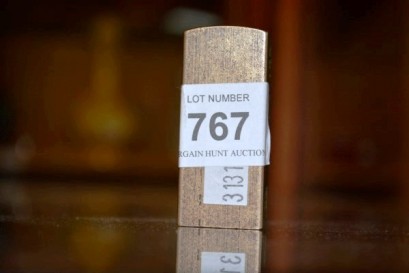 LOT NUMBER
767
RGAIN HUNT AUCTION
3131